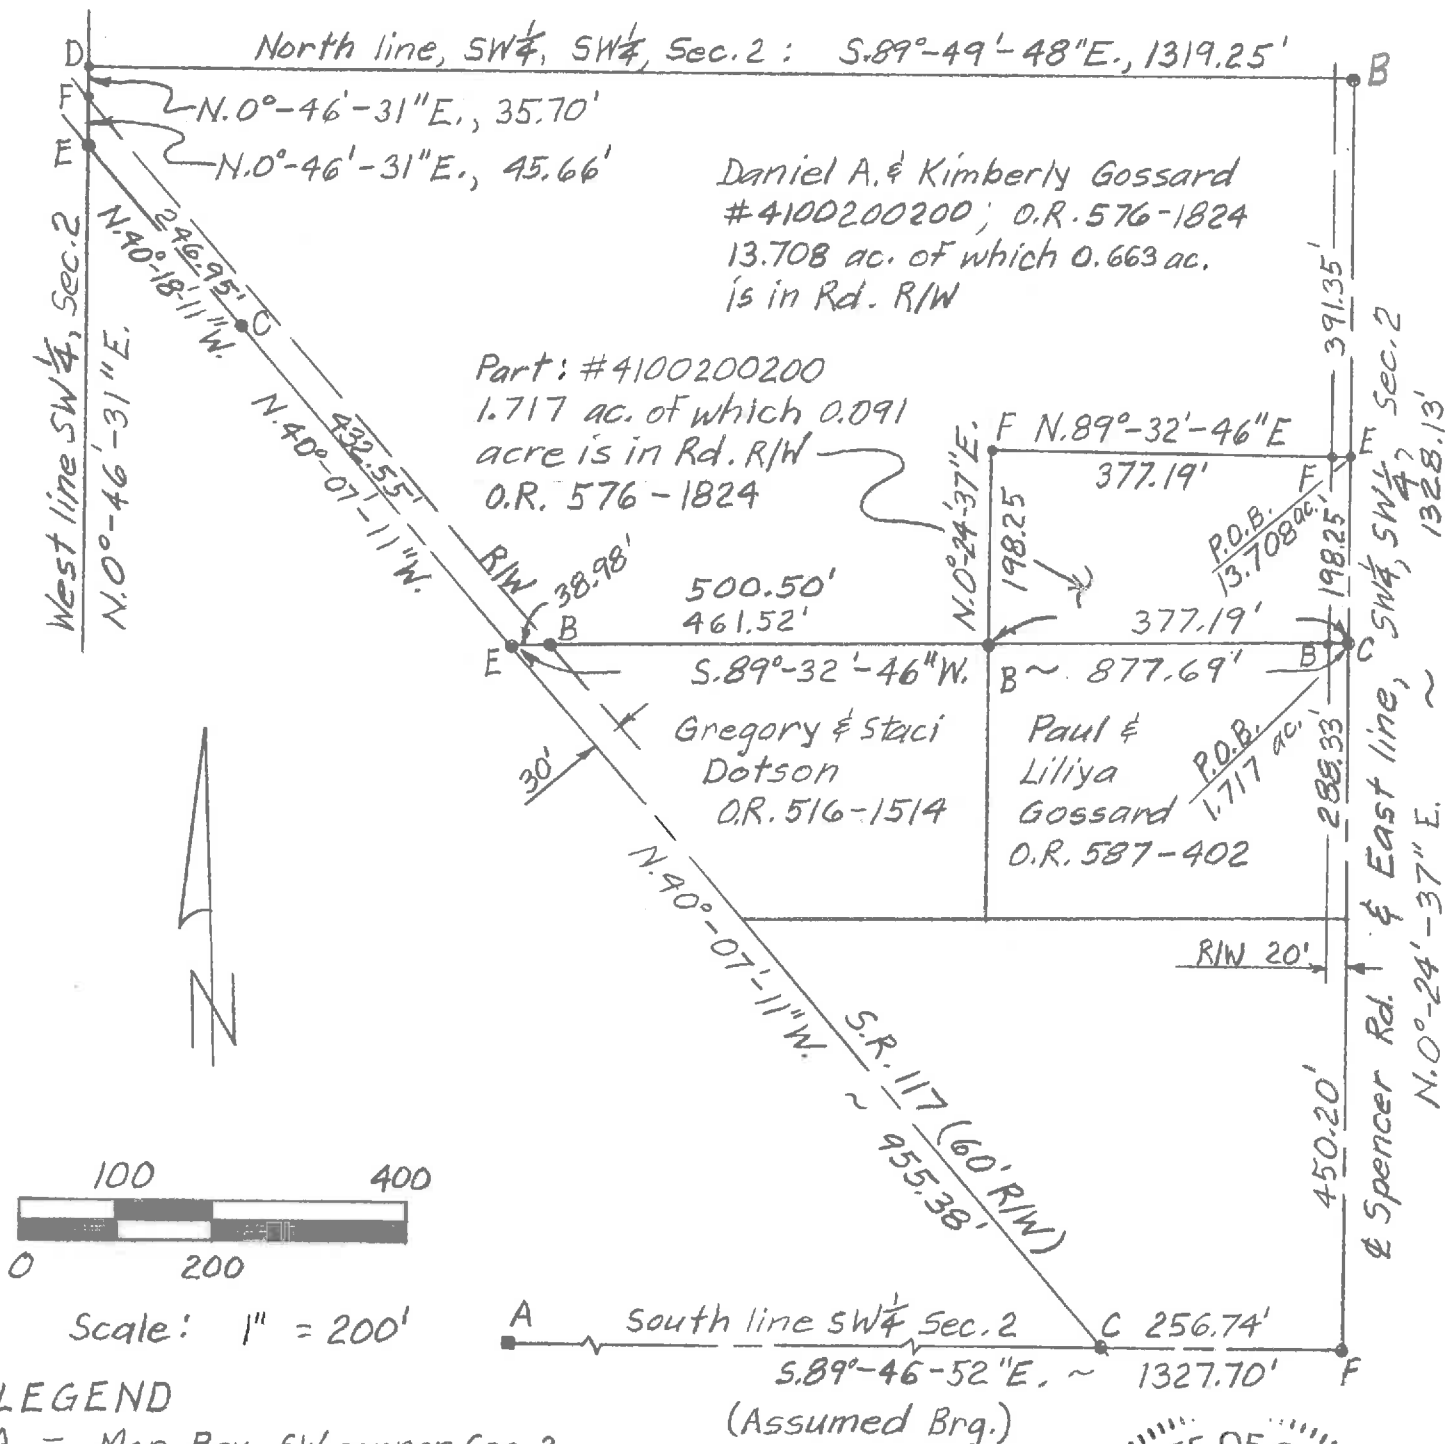 North line, SW¼, SW¼, Sec. 2 : S.89°-49'-48"E., 1319.25'
D
B
F
N.0°-46'-31"E., 35.70'
E
N.0°-46'-31"E., 45.66'
Daniel A. & Kimberly Gossard
#4100200200; O.R. 576-1824
13.708 ac. of which 0.663 ac.
is in Rd. R/W
246.95'
N.40°-18'-11"W.
C
West line SW¼, Sec. 2
N.0°-46'-31"E.
391.35'
Part: #4100200200
1.717 ac. of which 0.091
acre is in Rd. R/W
O.R. 576-1824
432.55'
N.40°-07'-11"W.
F N.89°-32'-46"E E
377.19'
F
N.0°-24'-37"E.
198.25
P.O.B.
13.708 ac.
198.25'
R/W
38.98'
500.50'
461.52'
377.19'
E
B
S.89°-32'-46"W.
B ~ 877.69'
B
C
Gregory & Staci
Dotson
O.R. 516-1514
Paul &
Liliya
Gossard
O.R. 587-402
P.O.B.
1.717 ac.
288.33'
30'
N.40°-07'-11"W. ~ 955.38'
S.R. 117 (60' R/W)
R/W 20'
450.20'
℄ Spencer Rd. & East line, SW¼, SW¼, Sec. 2
N.0°-24'-37"E. ~ 1328.13'
N
100 400
0 200
Scale: 1" = 200'
A
South line SW¼ Sec. 2
C 256.74'
S.89°-46-52"E. ~ 1327.70'
F
(Assumed Brg.)
LEGEND
A = Mon. Box, SW corner Sec. 2
OF